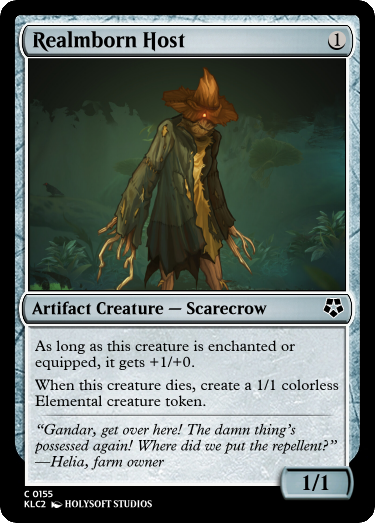 Realmborn Host
1
Artifact Creature — Scarecrow
As long as this creature is enchanted or
equipped, it gets +1/+0.
When this creature dies, create a 1/1 colorless
Elemental creature token.
“Gandar, get over here! The damn thing’s
possessed again! Where did we put the repellent?”
—Helia, farm owner
1/1
C 0155
KLC2 HOLYSOFT STUDIOS